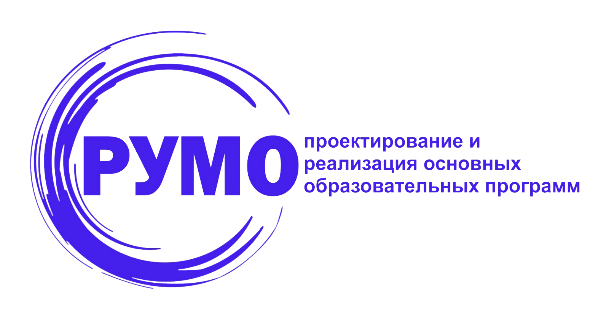 РУМО
проектирование и
реализация основных
образовательных программ